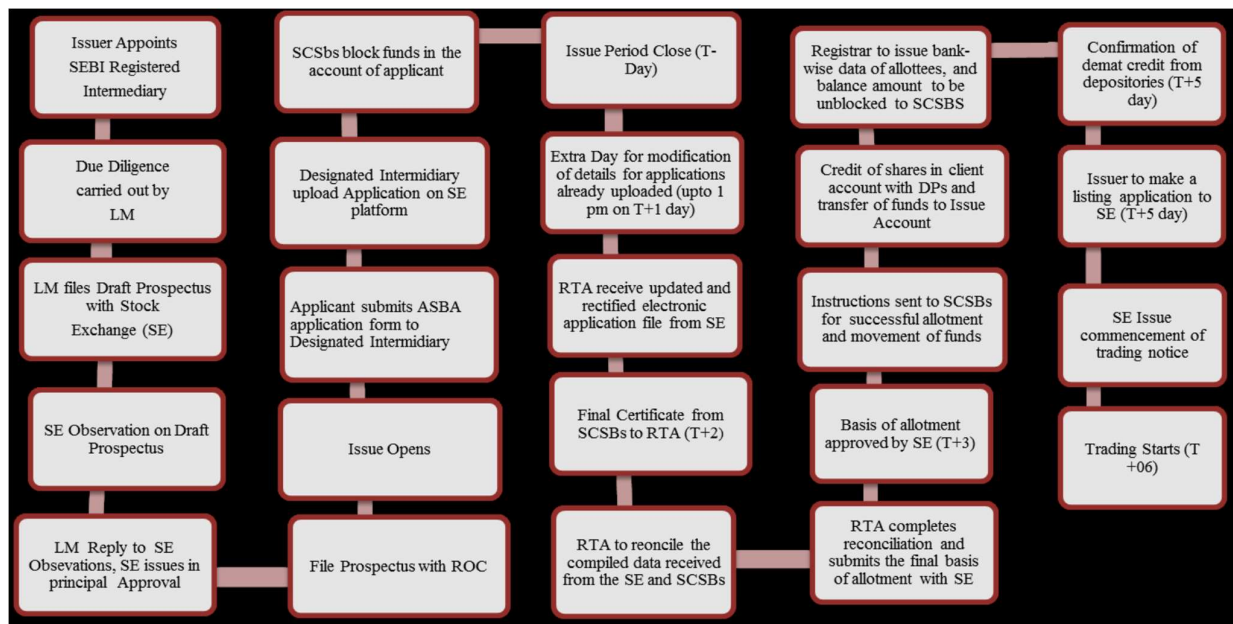 Issuer Appoints
SEBI Registered
Intermediary
Due Diligence
carried out by
LM
LM files Draft Prospectus
with Stock
Exchange (SE)
SE Observation on Draft
Prospectus
LM Reply to SE
Obsevations, SE issues in
principal Approval
File Prospectus with ROC
Issue Opens
Applicant submits ASBA
application form to
Designated Intermidiary
Designated Intermidiary
upload Application on SE
platform
SCSbs block funds in the
account of applicant
Issue Period Close (T-
Day)
Extra Day for modification
of details for applications
already uploaded (upto 1
pm on T+1 day)
RTA receive updated and
rectified electronic
application file from SE
Final Certificate from
SCSBs to RTA (T+2)
RTA to reconcile the
compiled data received
from the SE and SCSBs
RTA completes
reconciliation and
submits the final basis
of allotment with SE
Basis of allotment
approved by SE (T+3)
Instructions sent to SCSBs
for successful allotment
and movement of funds
Credit of shares in client
account with DPs and
transfer of funds to Issue
Account
Registrar to issue bank-
wise data of allottees, and
balance amount to be
unblocked to SCSBS
Confirmation of
demat credit from
depositories (T+5
day)
Issuer to make a
listing application to
SE (T+5 day)
SE Issue
commencement of
trading notice
Trading Starts (T
+06)